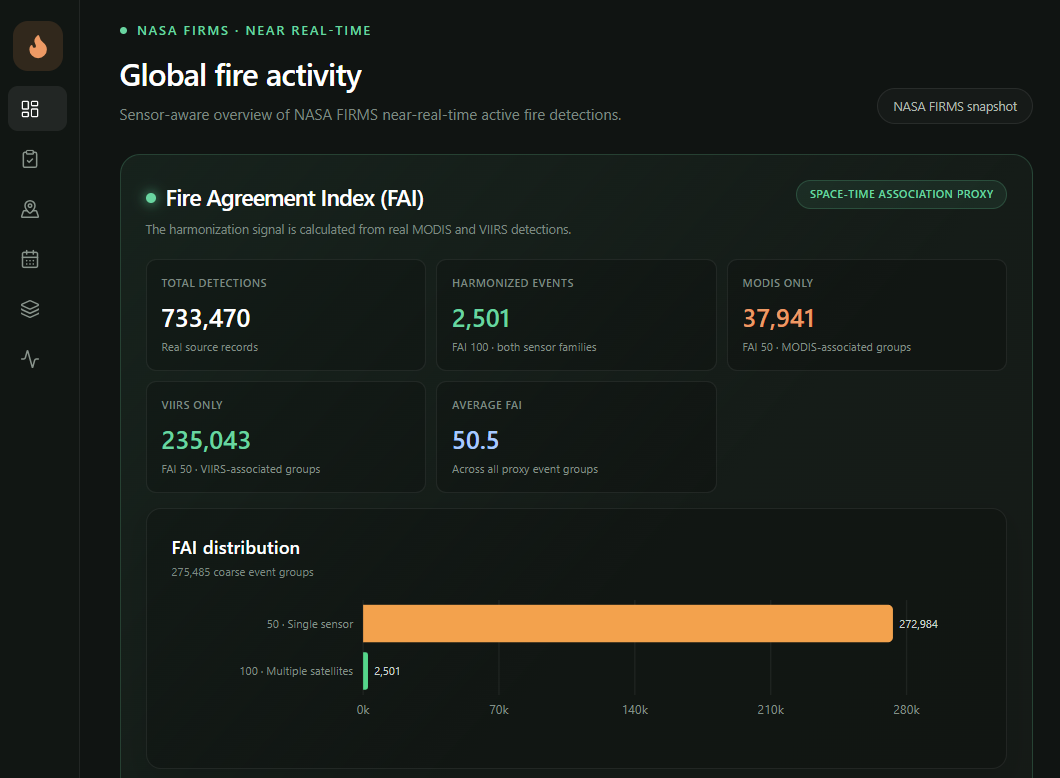 NASA FIRMS · NEAR REAL-TIME
Global fire activity
Sensor-aware overview of NASA FIRMS near-real-time active fire detections.
NASA FIRMS snapshot
Fire Agreement Index (FAI)
SPACE-TIME ASSOCIATION PROXY
The harmonization signal is calculated from real MODIS and VIIRS detections.
TOTAL DETECTIONS
733,470
Real source records
HARMONIZED EVENTS
2,501
FAI 100 · both sensor families
MODIS ONLY
37,941
FAI 50 · MODIS-associated groups
VIIRS ONLY
235,043
FAI 50 · VIIRS-associated groups
AVERAGE FAI
50.5
Across all proxy event groups
FAI distribution
275,485 coarse event groups
50 · Single sensor
272,984
100 · Multiple satellites
2,501
0k
70k
140k
210k
280k